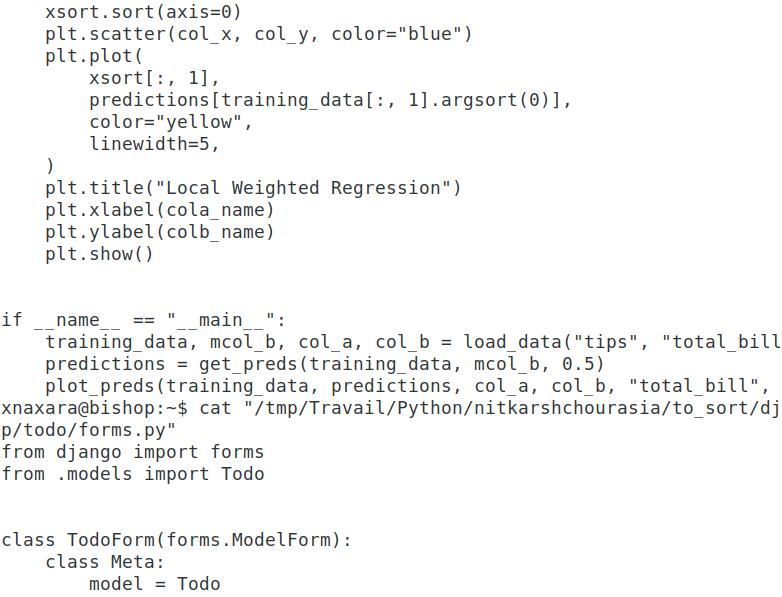 xsort.sort(axis=0)
    plt.scatter(col_x, col_y, color="blue")
    plt.plot(
        xsort[:, 1],
        predictions[training_data[:, 1].argsort(0)],
        color="yellow",
        linewidth=5,
    )
    plt.title("Local Weighted Regression")
    plt.xlabel(cola_name)
    plt.ylabel(colb_name)
    plt.show()


if __name__ == "__main__":
    training_data, mcol_b, col_a, col_b = load_data("tips", "total_bill
    predictions = get_preds(training_data, mcol_b, 0.5)
    plot_preds(training_data, predictions, col_a, col_b, "total_bill",
xnaxara@bishop:~$ cat "/tmp/Travail/Python/nitkarshchourasia/to_sort/dj
p/todo/forms.py"
from django import forms
from .models import Todo


class TodoForm(forms.ModelForm):
    class Meta:
        model = Todo